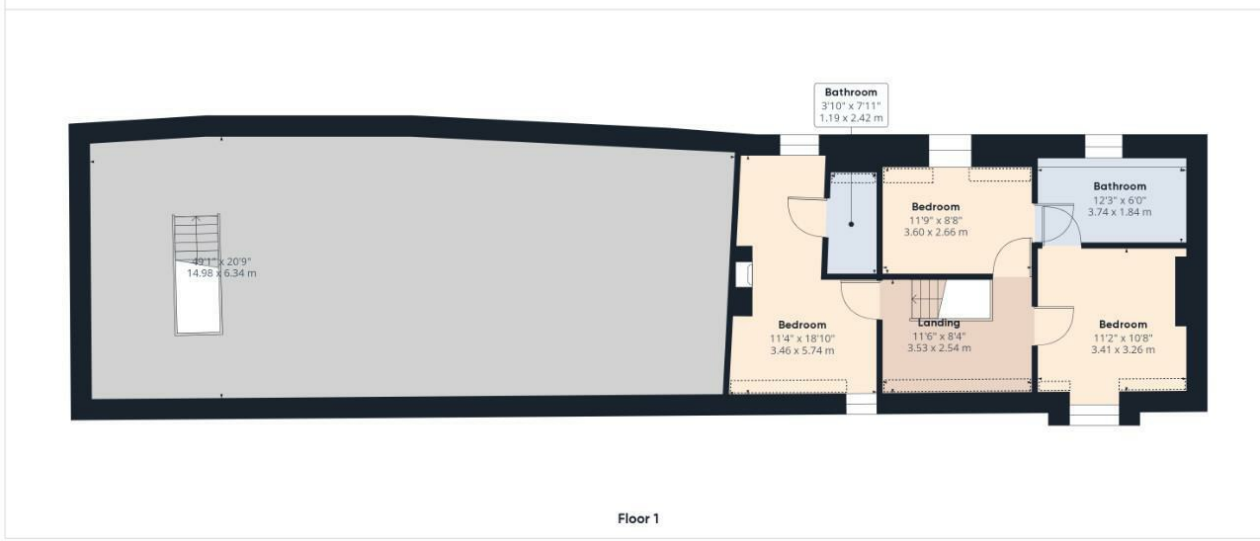 Bathroom
3'10" x 7'11"
1.19 x 2.42 m
Bathroom
12'3" x 6'0"
3.74 x 1.84 m
Bedroom
11'9" x 8'8"
3.60 x 2.66 m
49'1" x 20'9"
14.98 x 6.34 m
Bedroom
11'4" x 18'10"
3.46 x 5.74 m
Landing
11'6" x 8'4"
3.53 x 2.54 m
Bedroom
11'2" x 10'8"
3.41 x 3.26 m
Floor 1